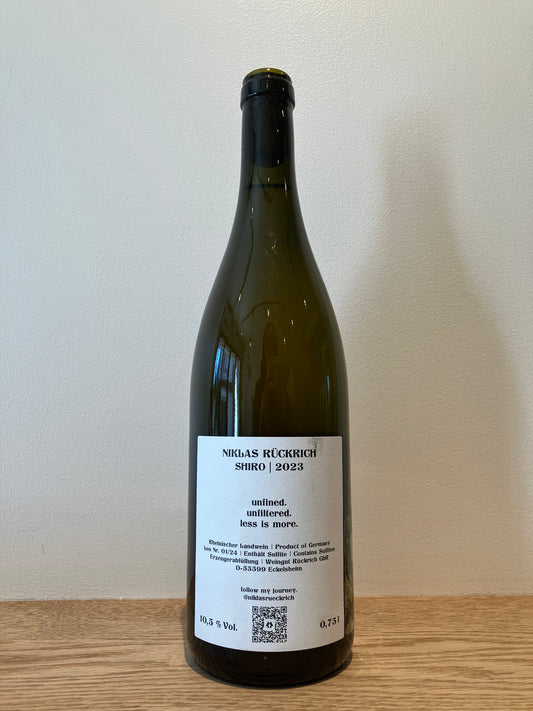 NIKLAS RÜCKRICH
SHIRO | 2023
unfined.
unfiltered.
less is more.
Rheinischer Landwein | Product of Germany
Los Nr. 01/24 | Enthält Sulfite | Contains Sulfites
Erzeugerabfüllung | Weingut Rückrich GbR
D-55599 Eckelsheim
follow my journey.
@niklasrueckrich
10,5 % Vol.
0.75 l